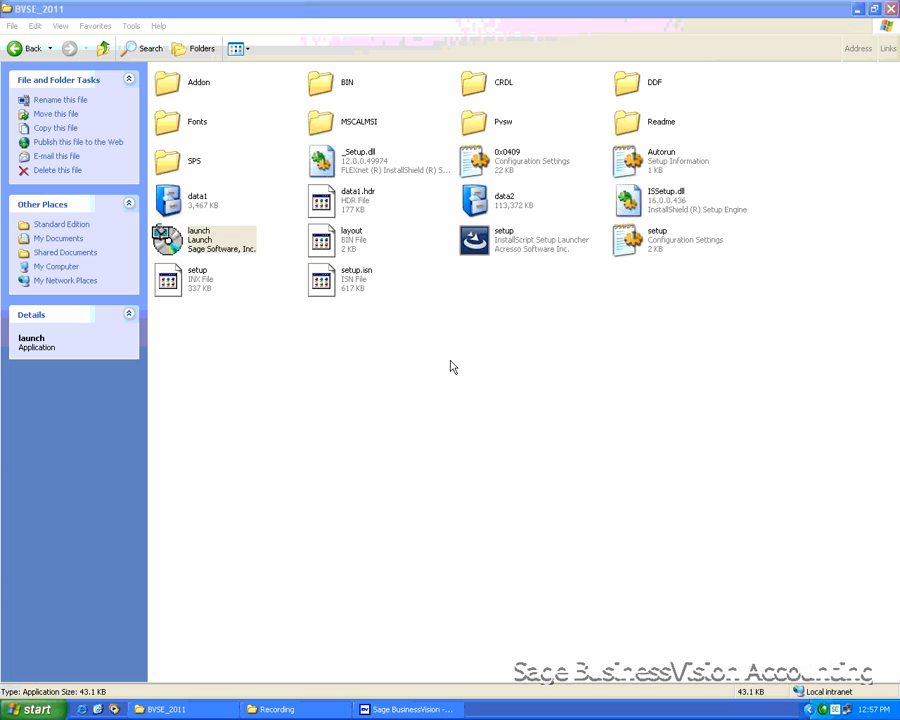 BVSE_2011
File Edit View Favorites Tools Help
Back Search Folders Address Links
File and Folder Tasks
Rename this file
Move this file
Copy this file
Publish this file to the Web
E-mail this file
Delete this file
Other Places
Standard Edition
My Documents
Shared Documents
My Computer
My Network Places
Details
launch
Application
Addon
BIN
CRDL
DDF
Fonts
MSCALMSI
Pvsw
Readme
SPS
_Setup.dll
12.0.0.49974
FLEXnet (R) InstallShield (R) S...
0x0409
Configuration Settings
22 KB
Autorun
Setup Information
1 KB
data1
3,467 KB
data1.hdr
HDR File
177 KB
data2
113,372 KB
ISSetup.dll
16.0.0.436
InstallShield (R) Setup Engine
launch
Launch
Sage Software, Inc.
layout
BIN File
2 KB
setup
InstallScript Setup Launcher
Acresso Software Inc.
setup
Configuration Settings
2 KB
setup
INX File
337 KB
setup.isn
ISN File
617 KB
Sage BusinessVision Accounting
Type: Application Size: 43.1 KB 43.1 KB Local intranet
start BVSE_2011 Recording Sage BusinessVision -... 12:57 PM